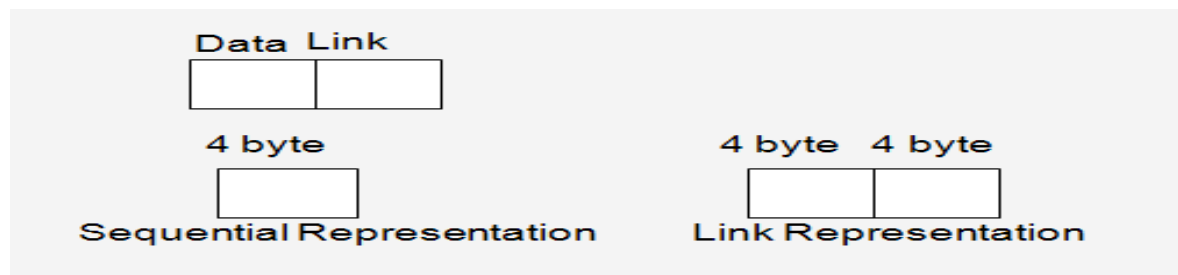 Data Link
4 byte
4 byte 4 byte
Sequential Representation
Link Representation